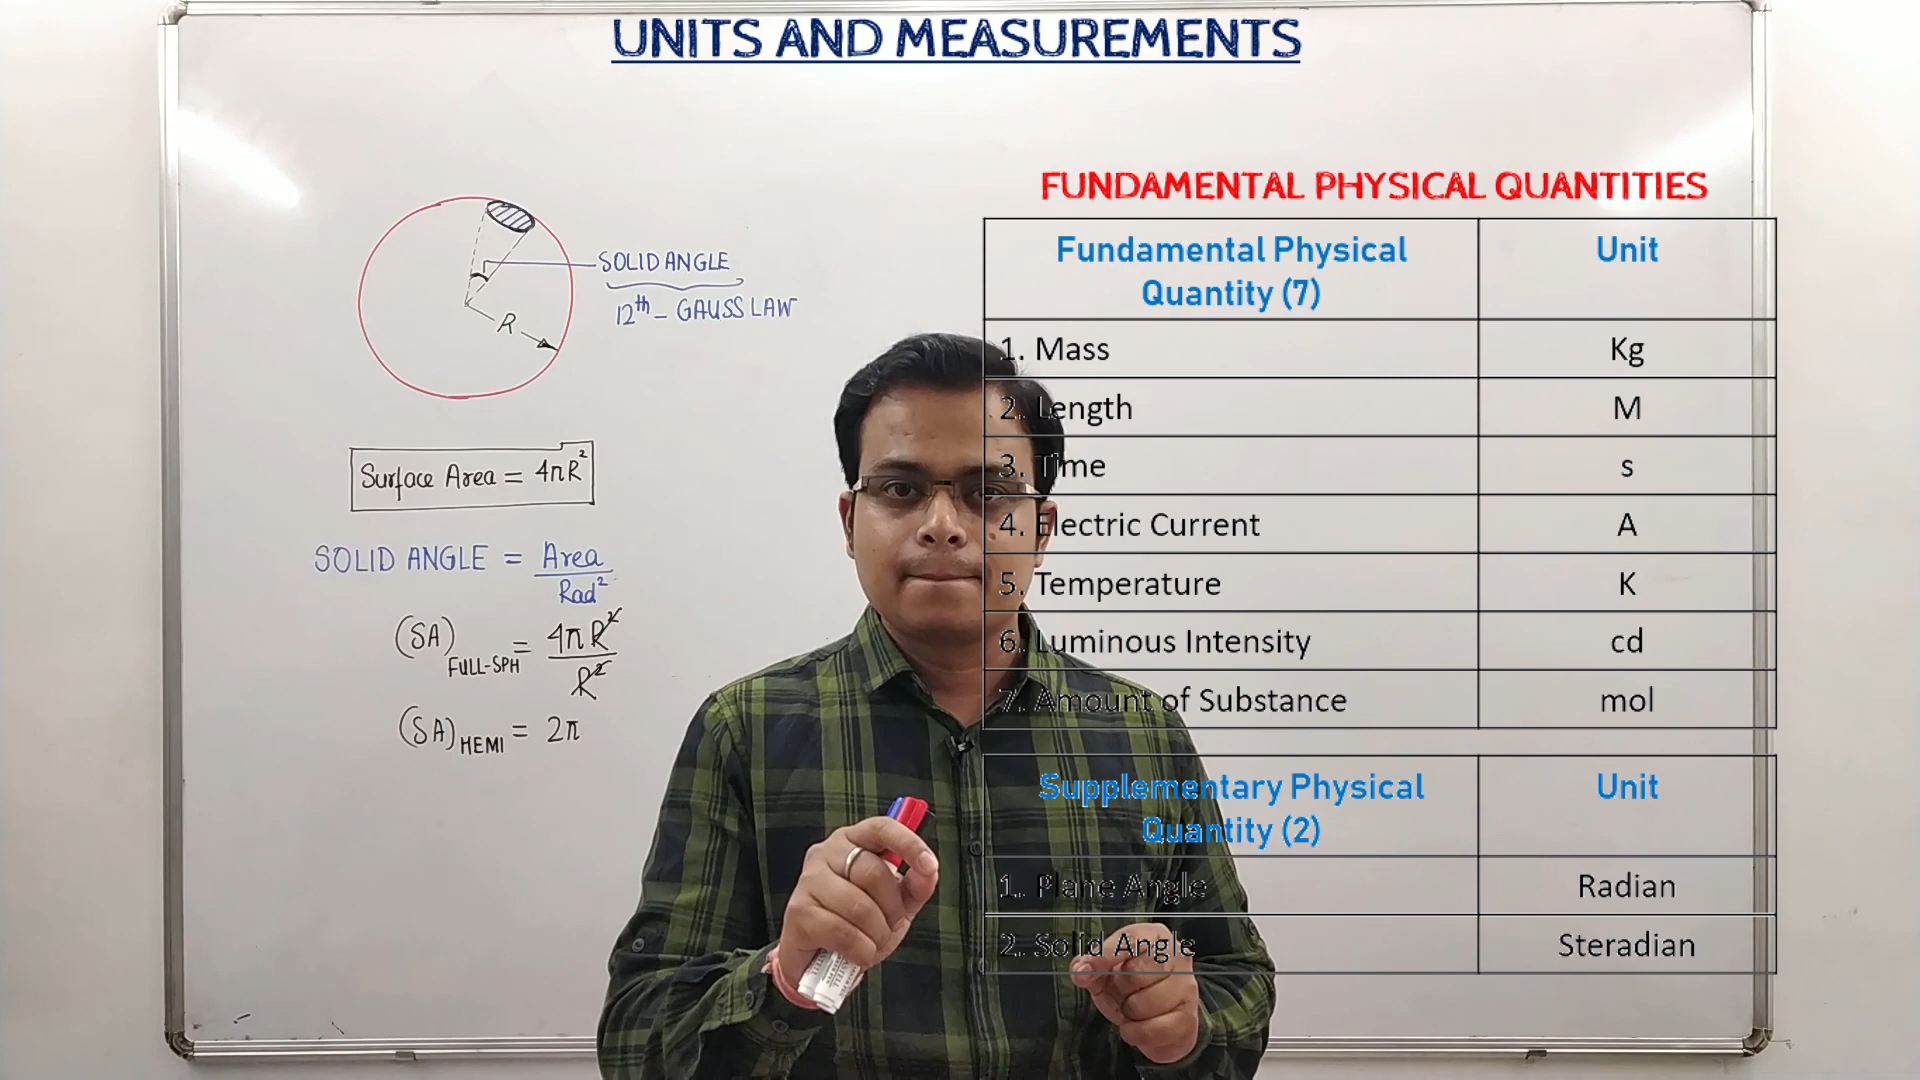 UNITS AND MEASUREMENTS
SOLID ANGLE
12th - GAUSS LAW
R
Surface Area = 4πR²
SOLID ANGLE = Area / Rad²
(SA) FULL-SPH = 4πR² / R²
(SA) HEMI = 2π
FUNDAMENTAL PHYSICAL QUANTITIES
Fundamental Physical Quantity (7) Unit
1. Mass Kg
2. Length M
3. Time s
4. Electric Current A
5. Temperature K
6. Luminous Intensity cd
7. Amount of Substance mol
Supplementary Physical Quantity (2) Unit
1. Plane Angle Radian
2. Solid Angle Steradian